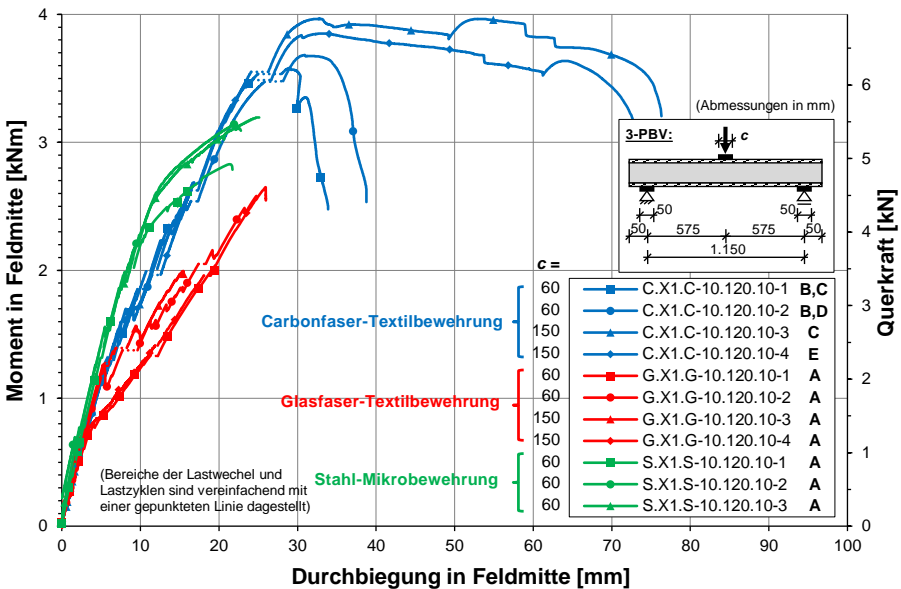 4
3
2
1
0
Moment in Feldmitte [kNm]
0
10
20
30
40
50
60
70
80
90
100
Durchbiegung in Feldmitte [mm]
6
5
4
3
2
1
0
Querkraft [kN]
(Abmessungen in mm)
3-PBV:
c
50
50
50
575
575
50
1.150
c =
Carbonfaser-Textilbewehrung
60 C.X1.C-10.120.10-1 B,C
60 C.X1.C-10.120.10-2 B,D
150 C.X1.C-10.120.10-3 C
150 C.X1.C-10.120.10-4 E
Glasfaser-Textilbewehrung
60 G.X1.G-10.120.10-1 A
60 G.X1.G-10.120.10-2 A
150 G.X1.G-10.120.10-3 A
150 G.X1.G-10.120.10-4 A
Stahl-Mikrobewehrung
60 S.X1.S-10.120.10-1 A
60 S.X1.S-10.120.10-2 A
60 S.X1.S-10.120.10-3 A
(Bereiche der Lastwechel und
Lastzyklen sind vereinfachend mit
einer gepunkteten Linie dagestellt)